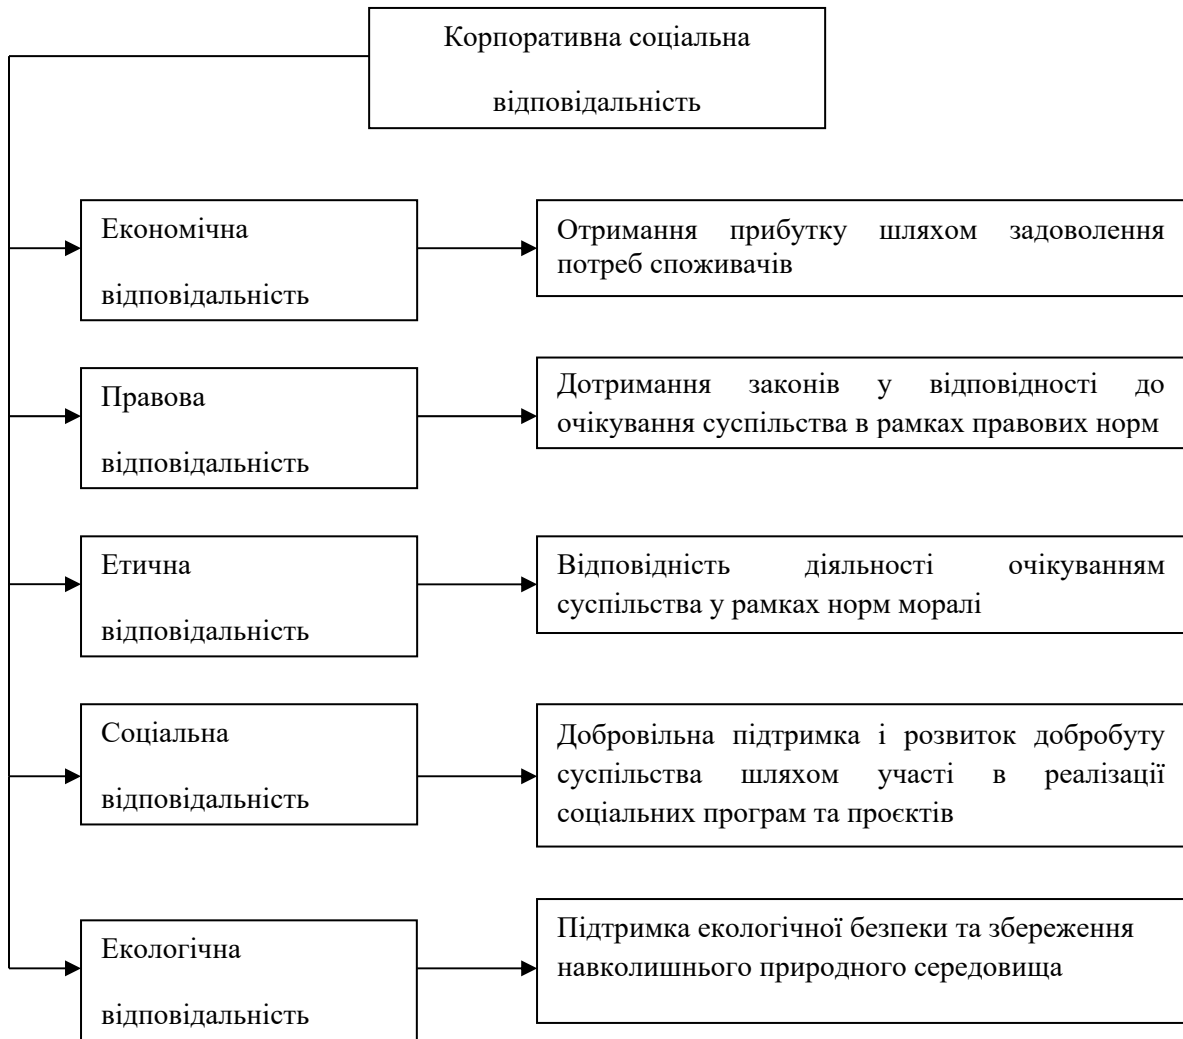 Корпоративна соціальна
відповідальність
Економічна
відповідальність
Отримання прибутку шляхом задоволення
потреб споживачів
Правова
відповідальність
Дотримання законів у відповідності до
очікування суспільства в рамках правових норм
Етична
відповідальність
Відповідність діяльності очікуванням
суспільства у рамках норм моралі
Соціальна
відповідальність
Добровільна підтримка і розвиток добробуту
суспільства шляхом участі в реалізації
соціальних програм та проєктів
Екологічна
відповідальність
Підтримка екологічної безпеки та збереження
навколишнього природного середовища